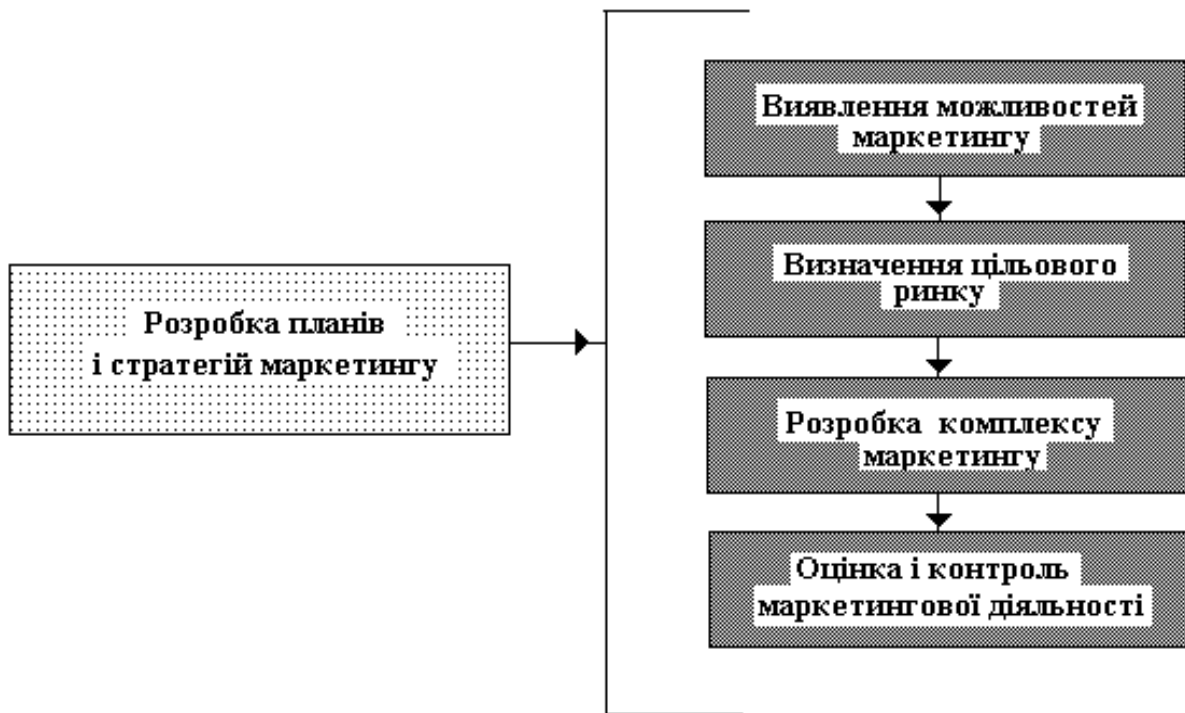 Розробка планів
і стратегій маркетингу
Виявлення можливостей
маркетингу
Визначення цільового
ринку
Розробка комплексу
маркетингу
Оцінка і контроль
маркетингової діяльності